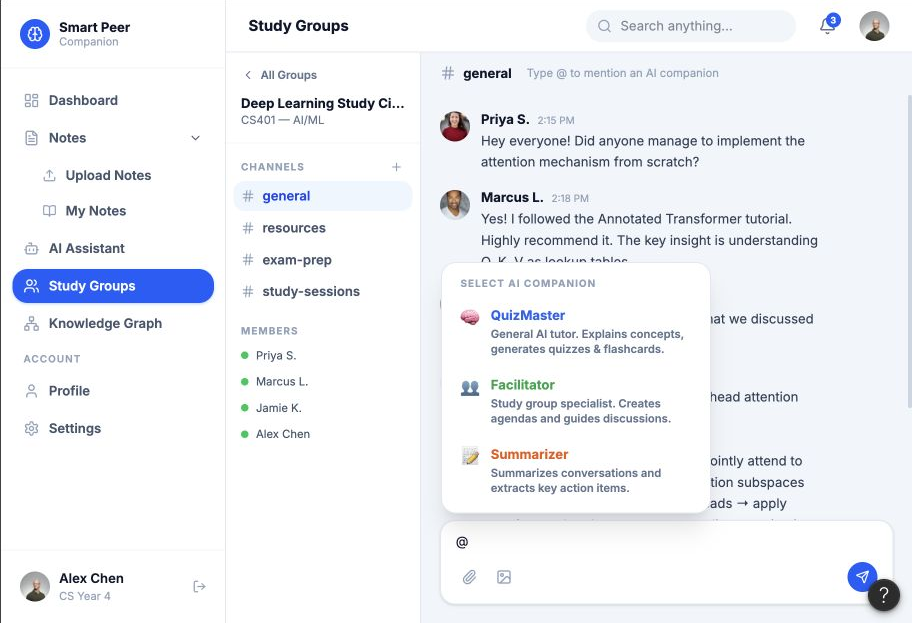 Smart Peer
Companion
Dashboard
Notes
Upload Notes
My Notes
AI Assistant
Study Groups
Knowledge Graph
ACCOUNT
Profile
Settings
Alex Chen
CS Year 4
Study Groups
Search anything...
3
All Groups
Deep Learning Study Ci...
CS401 — AI/ML
CHANNELS
# general
# resources
# exam-prep
# study-sessions
MEMBERS
Priya S.
Marcus L.
Jamie K.
Alex Chen
# general Type @ to mention an AI companion
Priya S. 2:15 PM
Hey everyone! Did anyone manage to implement the
attention mechanism from scratch?
Marcus L. 2:18 PM
Yes! I followed the Annotated Transformer tutorial.
Highly recommend it. The key insight is understanding
Q, K, V as lookup tables.
hat we discussed
head attention
ointly attend to
tion subspaces
ads → apply
SELECT AI COMPANION
QuizMaster
General AI tutor. Explains concepts,
generates quizzes & flashcards.
Facilitator
Study group specialist. Creates
agendas and guides discussions.
Summarizer
Summarizes conversations and
extracts key action items.
@
?